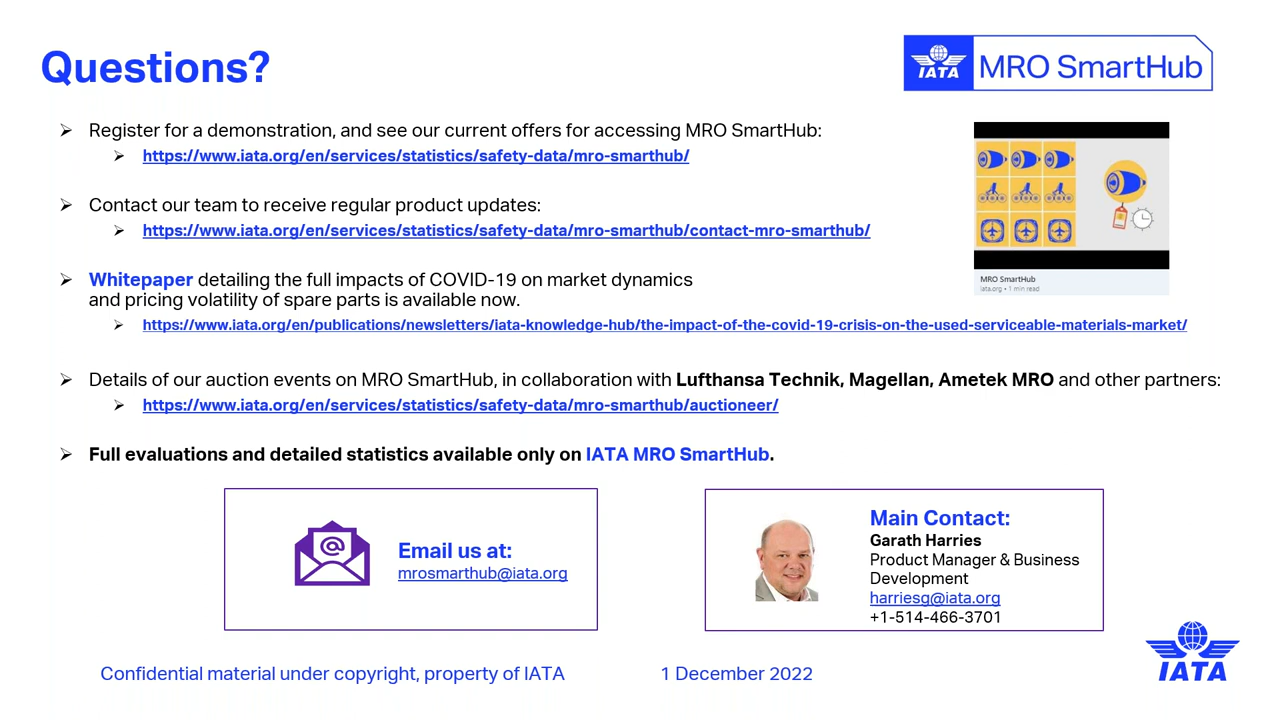 Questions?
IATA
MRO SmartHub
Register for a demonstration, and see our current offers for accessing MRO SmartHub:
https://www.iata.org/en/services/statistics/safety-data/mro-smarthub/
Contact our team to receive regular product updates:
https://www.iata.org/en/services/statistics/safety-data/mro-smarthub/contact-mro-smarthub/
MRO SmartHub
iata.org • 1 min read
Whitepaper detailing the full impacts of COVID-19 on market dynamics
and pricing volatility of spare parts is available now.
https://www.iata.org/en/publications/newsletters/iata-knowledge-hub/the-impact-of-the-covid-19-crisis-on-the-used-serviceable-materials-market/
Details of our auction events on MRO SmartHub, in collaboration with Lufthansa Technik, Magellan, Ametek MRO and other partners:
https://www.iata.org/en/services/statistics/safety-data/mro-smarthub/auctioneer/
Full evaluations and detailed statistics available only on IATA MRO SmartHub.
Email us at:
mrosmarthub@iata.org
Main Contact:
Garath Harries
Product Manager & Business
Development
harriesg@iata.org
+1-514-466-3701
Confidential material under copyright, property of IATA
1 December 2022
IATA